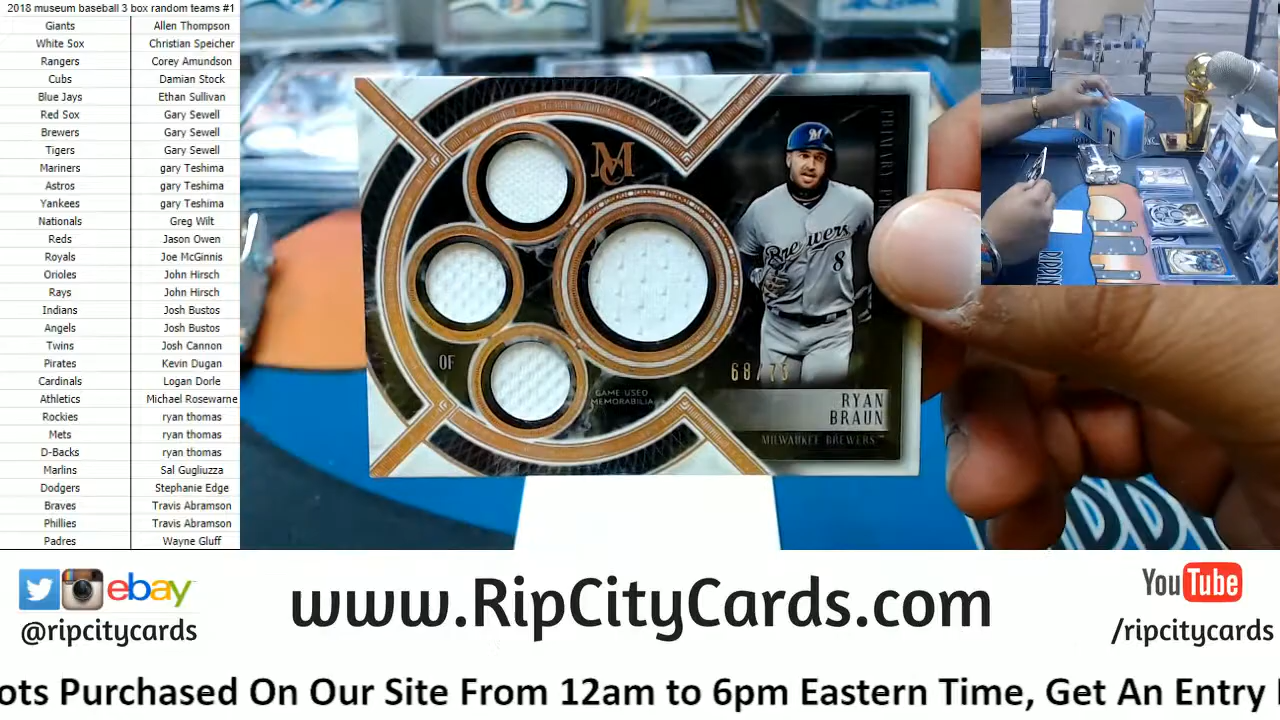 2018 museum baseball 3 box random teams #1
Giants Allen Thompson
White Sox Christian Speicher
Rangers Corey Amundson
Cubs Damian Stock
Blue Jays Ethan Sullivan
Red Sox Gary Sewell
Brewers Gary Sewell
Tigers Gary Sewell
Mariners gary Teshima
Astros gary Teshima
Yankees gary Teshima
Nationals Greg Wilt
Reds Jason Owen
Royals Joe McGinnis
Orioles John Hirsch
Rays John Hirsch
Indians Josh Bustos
Angels Josh Bustos
Twins Josh Cannon
Pirates Kevin Dugan
Cardinals Logan Dorle
Athletics Michael Rosewarne
Rockies ryan thomas
Mets ryan thomas
D-Backs ryan thomas
Marlins Sal Gugliuzza
Dodgers Stephanie Edge
Braves Travis Abramson
Phillies Travis Abramson
Padres Wayne Gluff
MC
Brewers
8
OF
GAME USED
MEMORABILIA
68/75
RYAN
BRAUN
MILWAUKEE BREWERS™
ebay
@ripcitycards
www.RipCityCards.com
YouTube
/ripcitycards
ots Purchased On Our Site From 12am to 6pm Eastern Time, Get An Entry